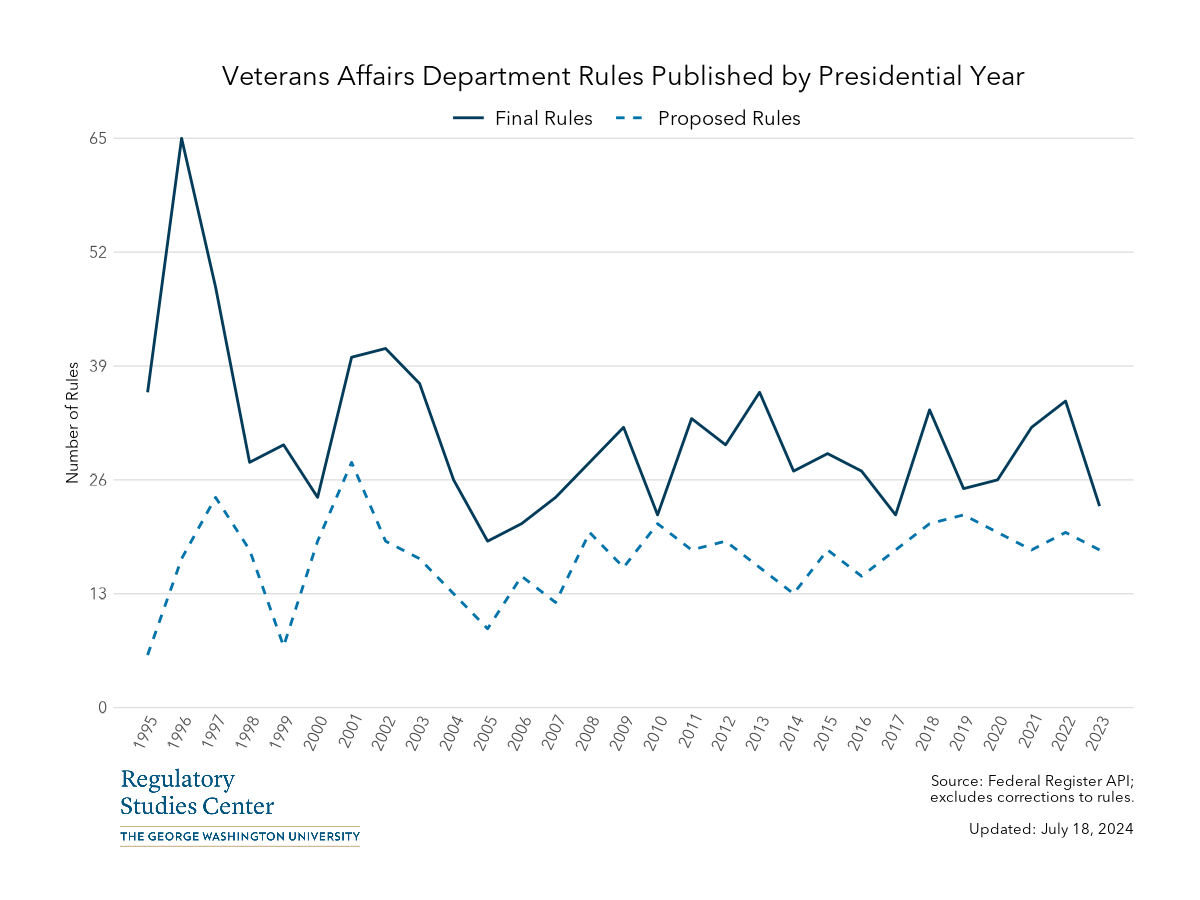 Veterans Affairs Department Rules Published by Presidential Year
Final Rules Proposed Rules
65
52
39
26
13
0
Number of Rules
1995 1996 1997 1998 1999 2000 2001 2002 2003 2004 2005 2006 2007 2008 2009 2010 2011 2012 2013 2014 2015 2016 2017 2018 2019 2020 2021 2022 2023
Regulatory
Studies Center
THE GEORGE WASHINGTON UNIVERSITY
Source: Federal Register API;
excludes corrections to rules.
Updated: July 18, 2024